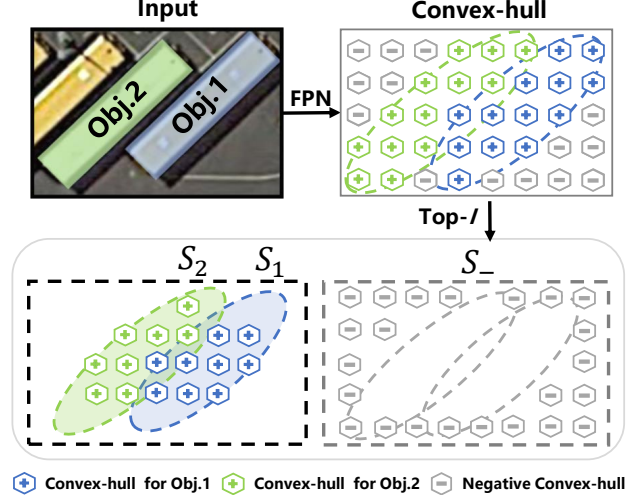 Input
Convex-hull
Obj.2
Obj.1
FPN
Top-l
S₂
S₁
S₋
Convex-hull for Obj.1
Convex-hull for Obj.2
Negative Convex-hull